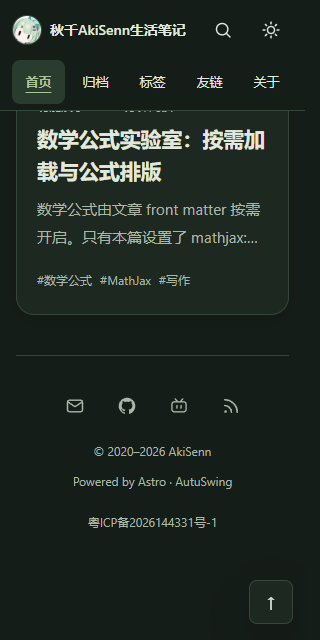 秋千AkiSenn生活笔记
首页 归档 标签 友链 关于
数学公式实验室：按需加
载与公式排版
数学公式由文章 front matter 按需
开启。只有本篇设置了 mathjax:...
#数学公式 #MathJax #写作
© 2020–2026 AkiSenn
Powered by Astro · AutuSwing
粤ICP备2026144331号-1
↑